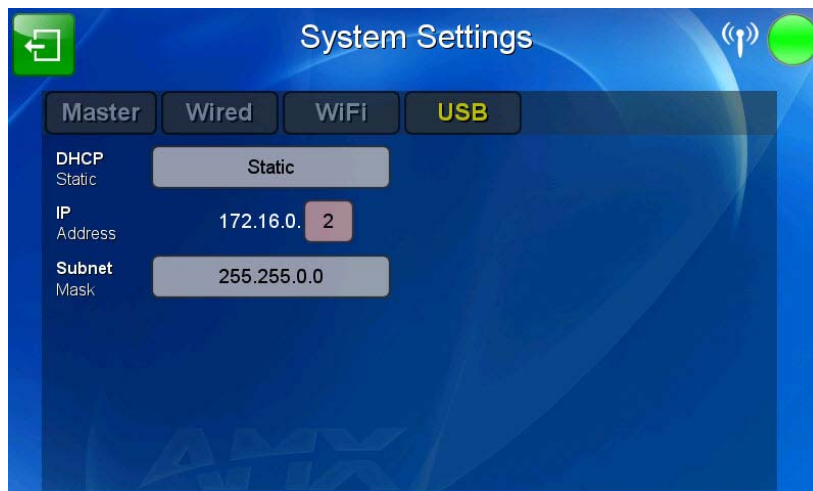 System Settings
Master Wired WiFi USB
DHCP
Static
Static
IP
Address
172.16.0. 2
Subnet
Mask
255.255.0.0
AMX